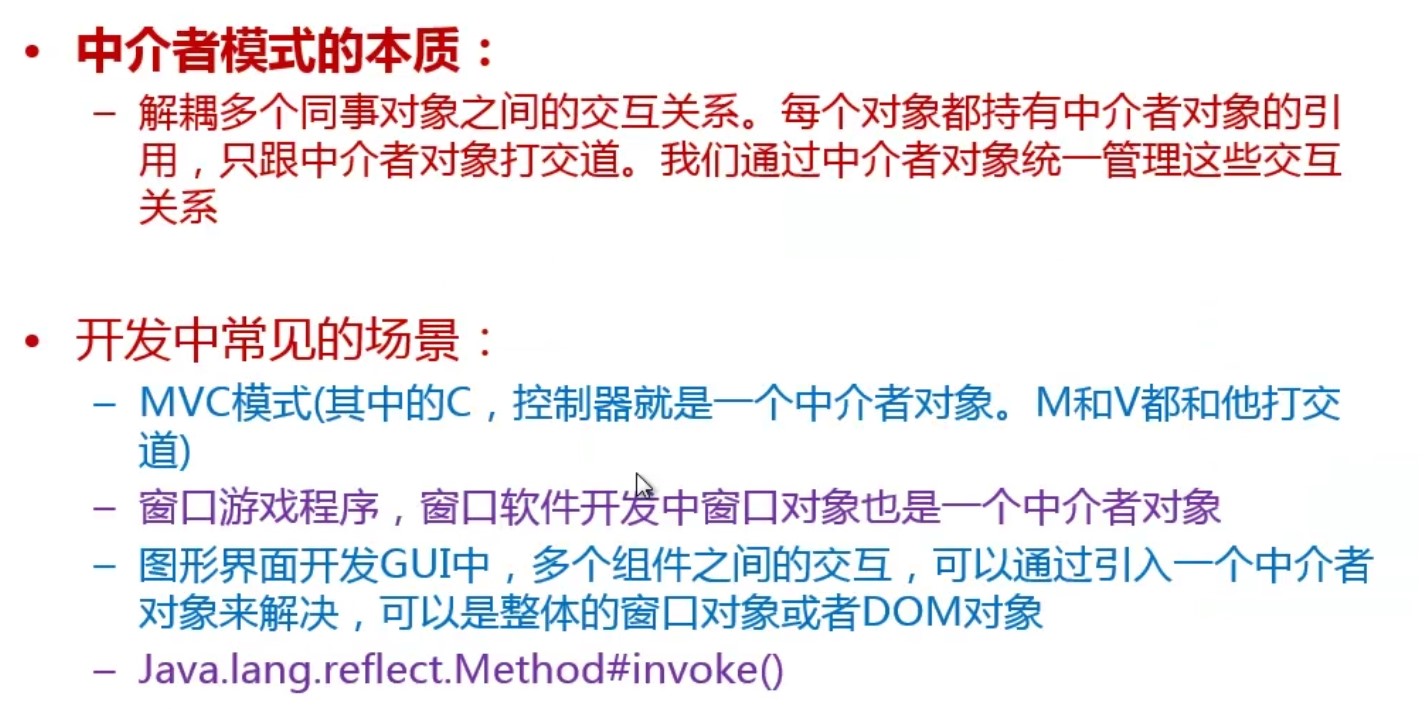 • 中介者模式的本质：
– 解耦多个同事对象之间的交互关系。每个对象都持有中介者对象的引
用，只跟中介者对象打交道。我们通过中介者对象统一管理这些交互
关系
• 开发中常见的场景：
– MVC模式(其中的C，控制器就是一个中介者对象。M和V都和他打交
道)
– 窗口游戏程序，窗口软件开发中窗口对象也是一个中介者对象
– 图形界面开发GUI中，多个组件之间的交互，可以通过引入一个中介者
对象来解决，可以是整体的窗口对象或者DOM对象
– Java.lang.reflect.Method#invoke()